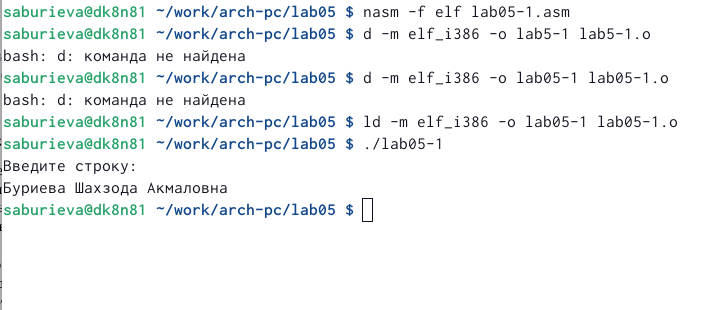 saburieva@dk8n81 ~/work/arch-pc/lab05 $ nasm -f elf lab05-1.asm
saburieva@dk8n81 ~/work/arch-pc/lab05 $ d -m elf_i386 -o lab5-1 lab5-1.o
bash: d: команда не найдена
saburieva@dk8n81 ~/work/arch-pc/lab05 $ d -m elf_i386 -o lab05-1 lab05-1.o
bash: d: команда не найдена
saburieva@dk8n81 ~/work/arch-pc/lab05 $ ld -m elf_i386 -o lab05-1 lab05-1.o
saburieva@dk8n81 ~/work/arch-pc/lab05 $ ./lab05-1
Введите строку:
Буриева Шахзода Акмаловна
saburieva@dk8n81 ~/work/arch-pc/lab05 $